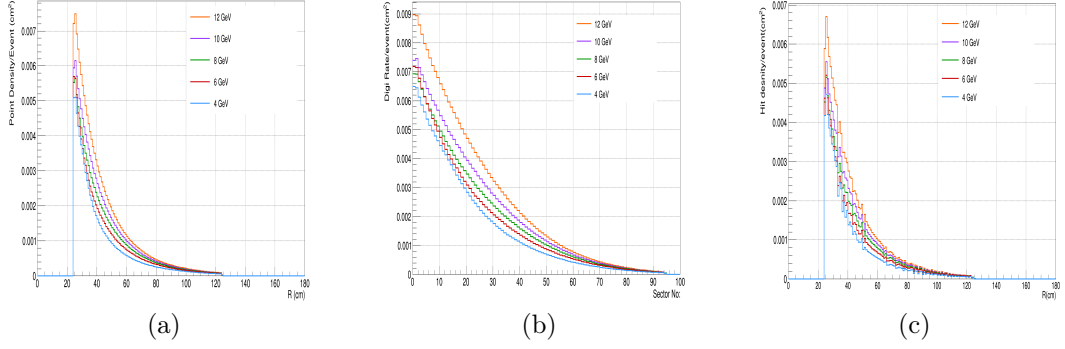 Point Density/Event (cm²)
0.007
0.006
0.005
0.004
0.003
0.002
0.001
0
12 GeV
10 GeV
8 GeV
6 GeV
4 GeV
0 20 40 60 80 100 120 140 160 180
R (cm)
(a)
Digi Rate/event(cm²)
0.009
0.008
0.007
0.006
0.005
0.004
0.003
0.002
0.001
0
12 GeV
10 GeV
8 GeV
6 GeV
4 GeV
0 10 20 30 40 50 60 70 80 90 100
Sector No:
(b)
Hit desnity/event(cm²)
0.007
0.006
0.005
0.004
0.003
0.002
0.001
0
12 GeV
10 GeV
8 GeV
6 GeV
4 GeV
0 20 40 60 80 100 120 140 160 180
R(cm)
(c)